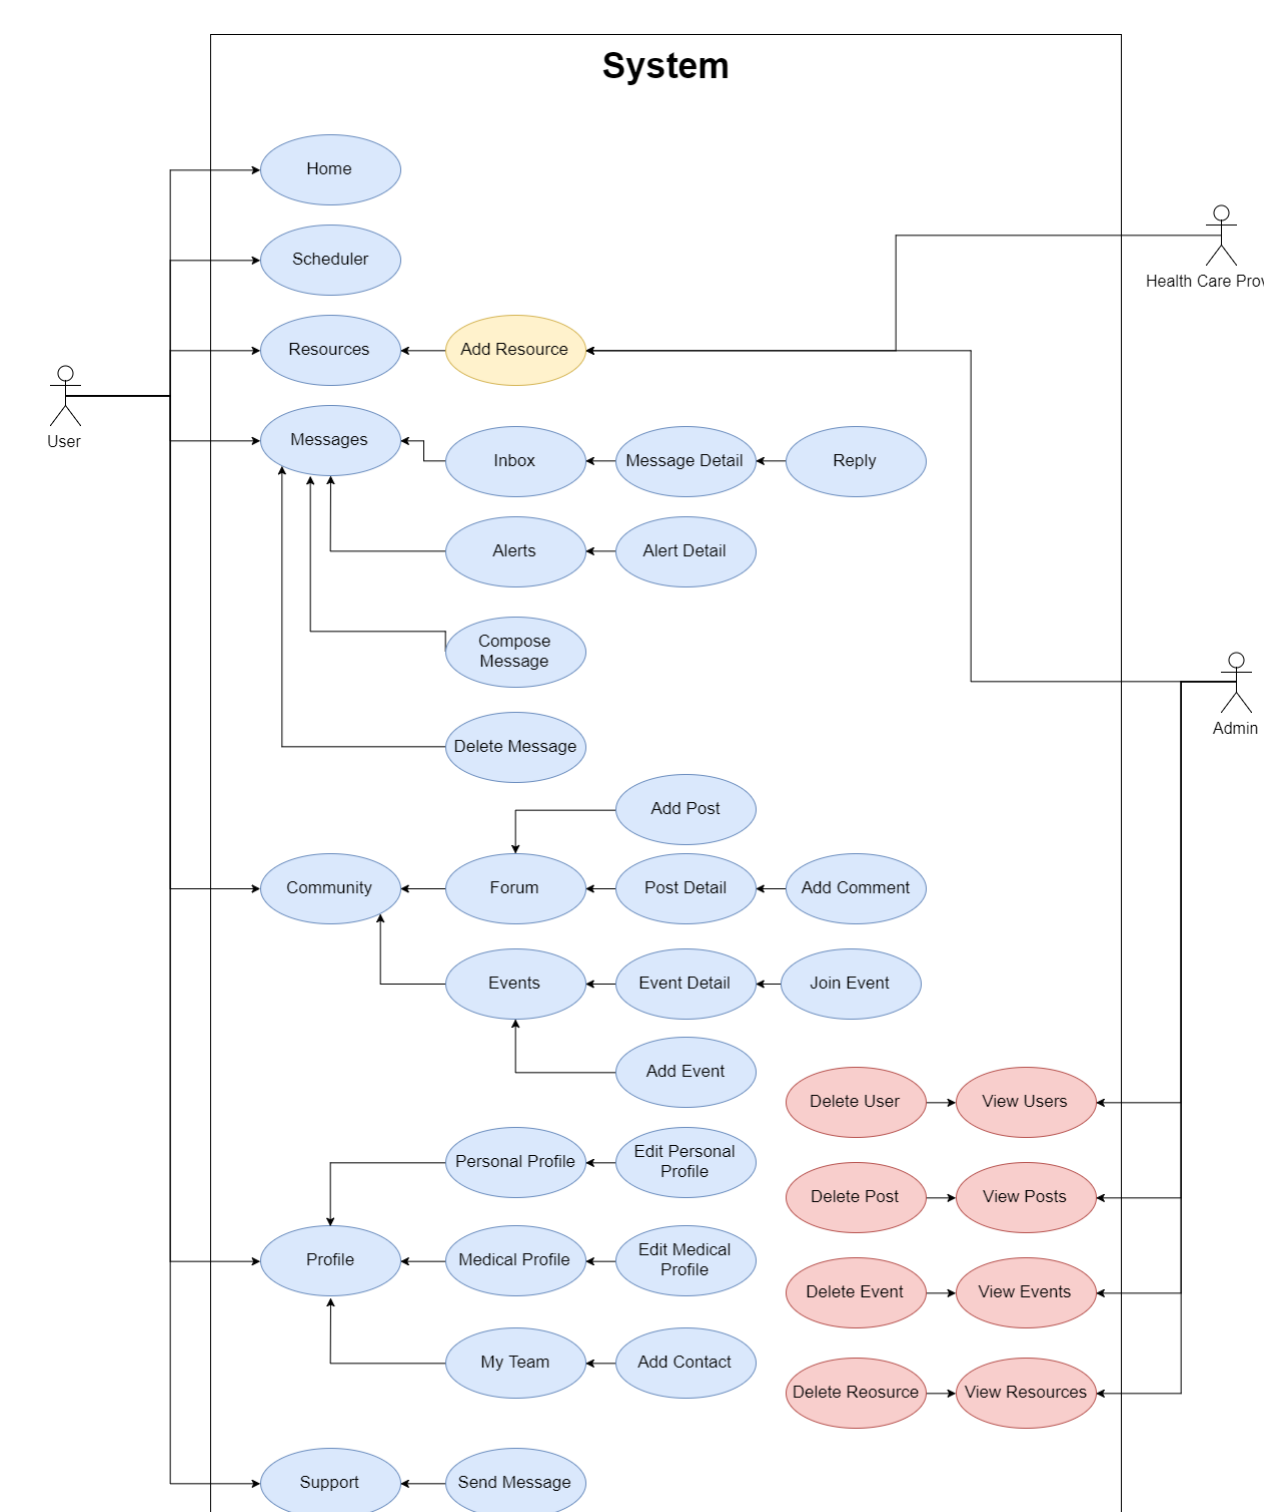 System
Home
Scheduler
Resources
Add Resource
Health Care Prov
User
Messages
Inbox
Message Detail
Reply
Alerts
Alert Detail
Compose
Message
Delete Message
Admin
Add Post
Community
Forum
Post Detail
Add Comment
Events
Event Detail
Join Event
Add Event
Delete User
View Users
Personal Profile
Edit Personal
Profile
Delete Post
View Posts
Profile
Medical Profile
Edit Medical
Profile
Delete Event
View Events
My Team
Add Contact
Delete Reosurce
View Resources
Support
Send Message